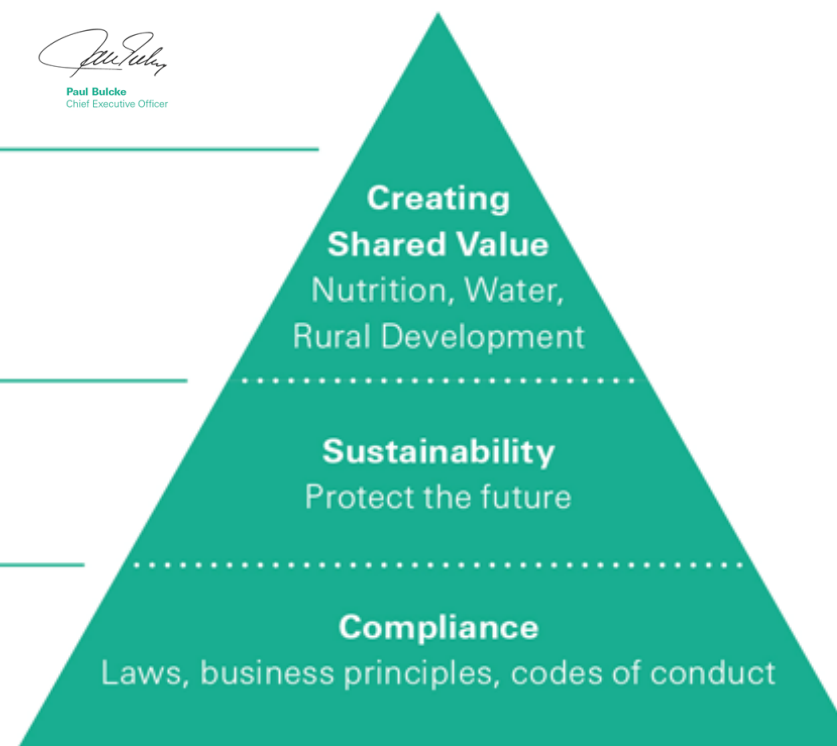 Paul Bulcke
Chief Executive Officer
Creating
Shared Value
Nutrition, Water,
Rural Development
Sustainability
Protect the future
Compliance
Laws, business principles, codes of conduct